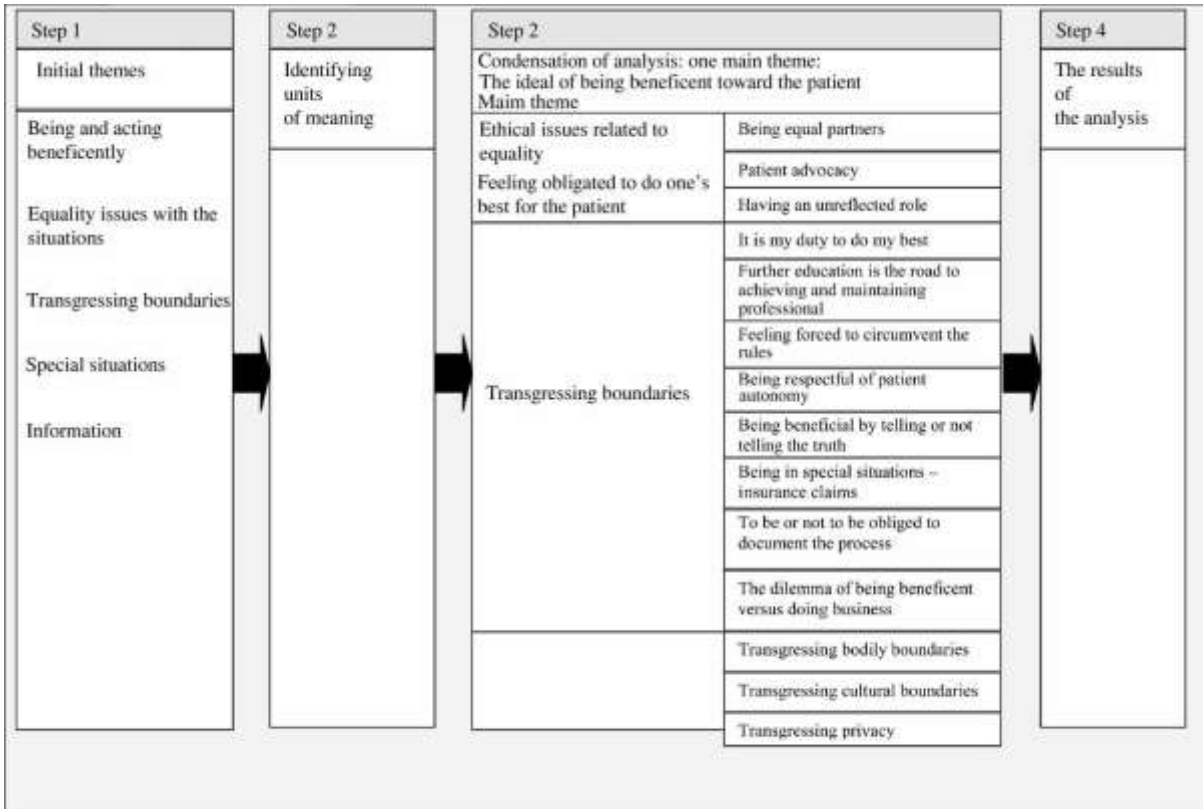 Step 1
Initial themes
Being and acting
beneficently
Equality issues with the
situations
Transgressing boundaries
Special situations
Information
Step 2
Identifying
units
of meaning
Step 2
Condensation of analysis: one main theme:
The ideal of being beneficent toward the patient
Maim theme
Ethical issues related to
equality
Feeling obligated to do one's
best for the patient
Transgressing boundaries
Being equal partners
Patient advocacy
Having an unreflected role
It is my duty to do my best
Further education is the road to
achieving and maintaining
professional
Feeling forced to circumvent the
rules
Being respectful of patient
autonomy
Being beneficial by telling or not
telling the truth
Being in special situations –
insurance claims
To be or not to be obliged to
document the process
The dilemma of being beneficent
versus doing business
Transgressing bodily boundaries
Transgressing cultural boundaries
Transgressing privacy
Step 4
The results
of
the analysis